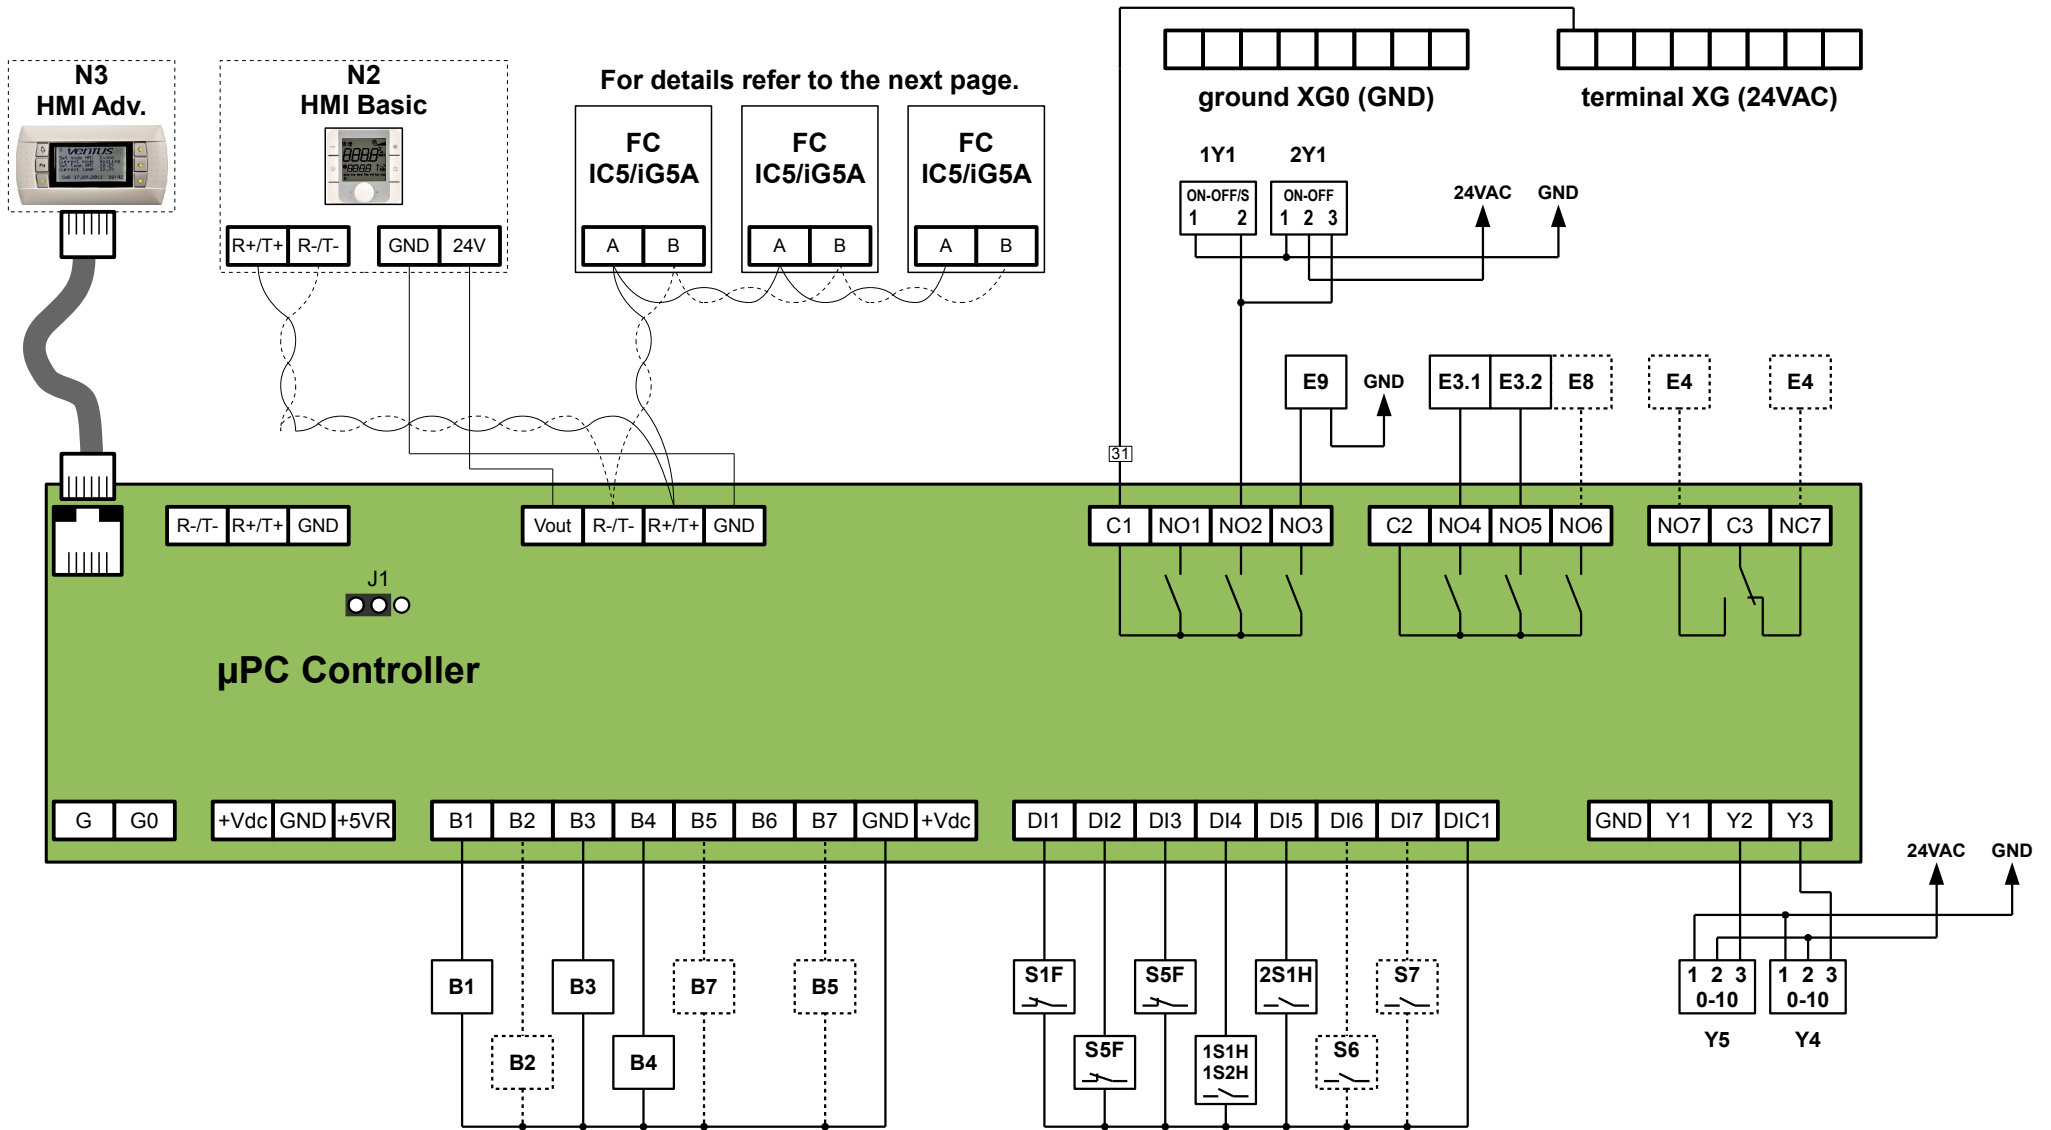 N3
HMI Adv.
VENTUS
N2
HMI Basic
R+/T+ R-/T- GND 24V
For details refer to the next page.
FC
IC5/iG5A
A B
FC
IC5/iG5A
A B
FC
IC5/iG5A
A B
ground XG0 (GND)
terminal XG (24VAC)
1Y1 2Y1
ON-OFF/S
1 2
ON-OFF
1 2 3
24VAC GND
E9 GND E3.1 E3.2 E8 E4 E4
31
R-/T- R+/T+ GND
Vout R-/T- R+/T+ GND
C1 NO1 NO2 NO3
C2 NO4 NO5 NO6
NO7 C3 NC7
J1
µPC Controller
G G0
+Vdc GND +5VR
B1 B2 B3 B4 B5 B6 B7 GND +Vdc
DI1 DI2 DI3 DI4 DI5 DI6 DI7 DIC1
GND Y1 Y2 Y3
24VAC GND
B1 B3 B7 B5
B2 B4
S1F S5F 2S1H S7
S5F
1S1H
1S2H
S6
1 2 3
0-10
1 2 3
0-10
Y5 Y4